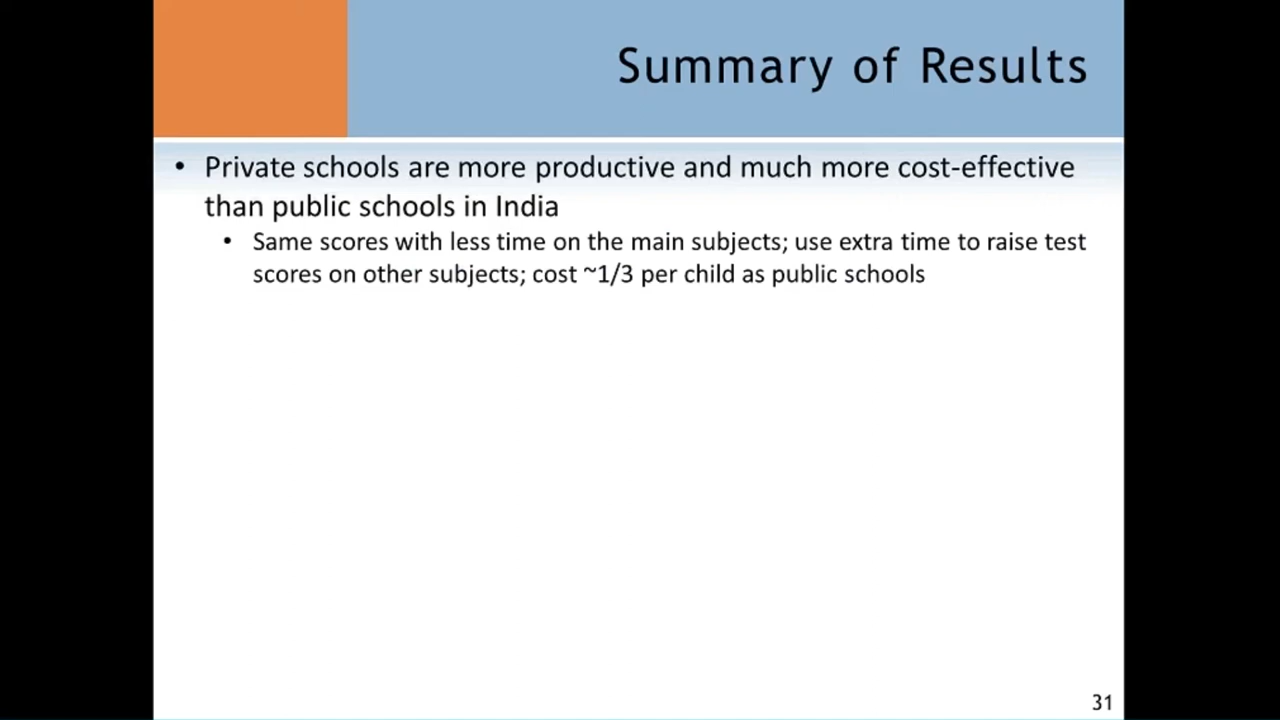 Summary of Results
• Private schools are more productive and much more cost-effective
than public schools in India
• Same scores with less time on the main subjects; use extra time to raise test
scores on other subjects; cost ~1/3 per child as public schools
31